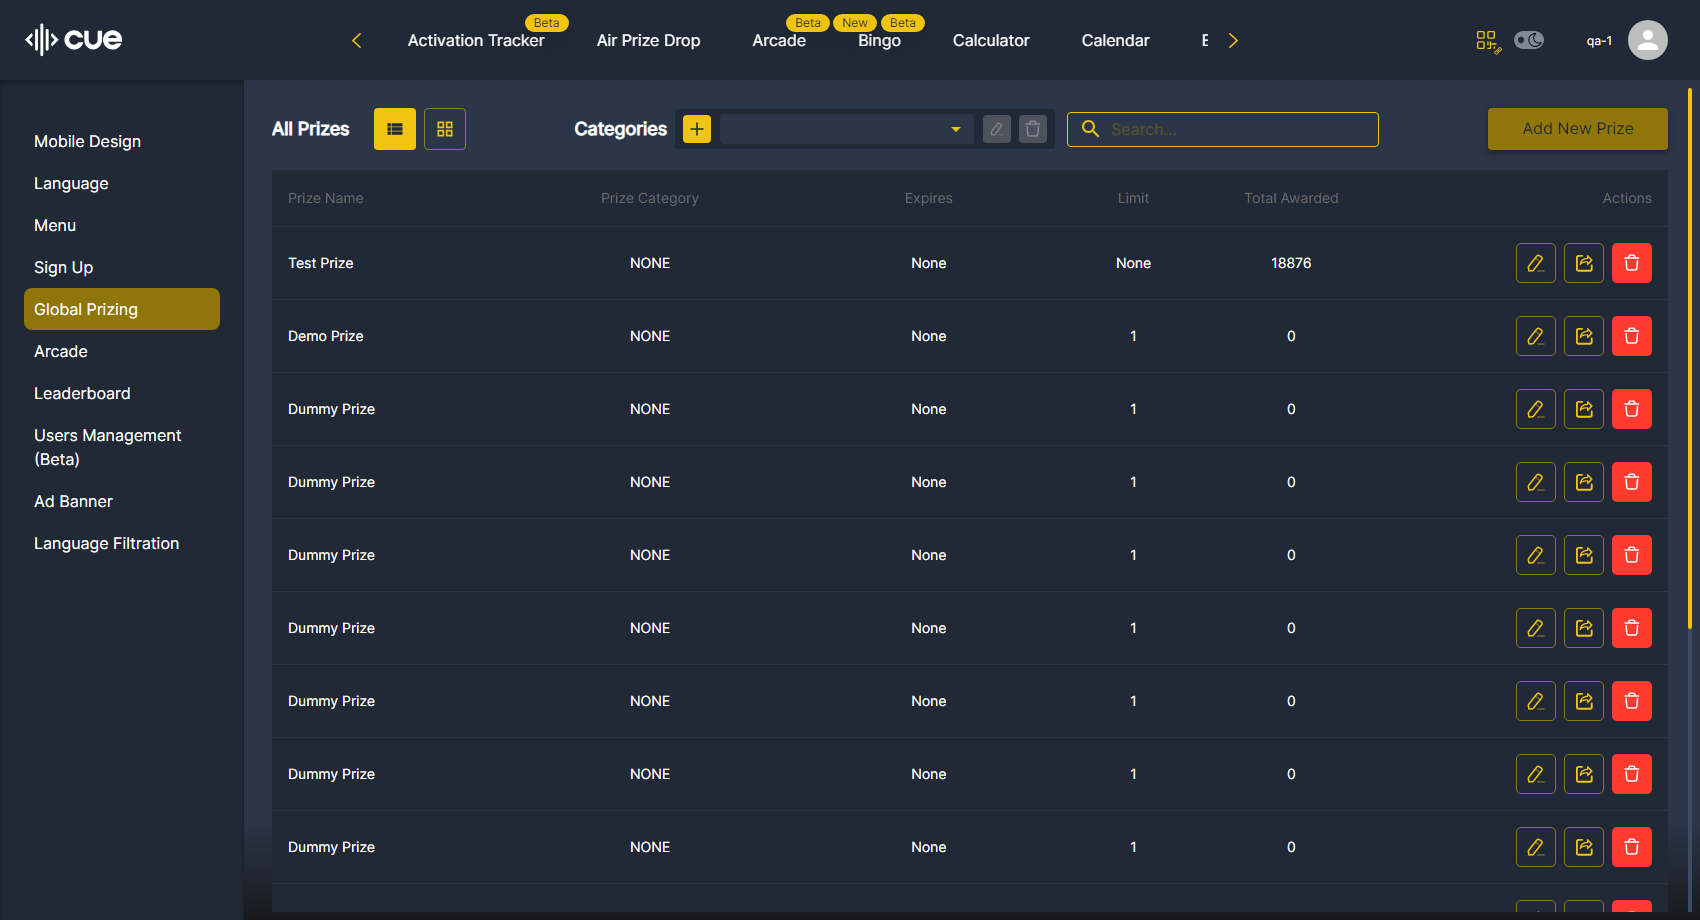 cue
Beta
Beta
New
Beta
Activation Tracker
Air Prize Drop
Arcade
Bingo
Calculator
Calendar
qa-1
Mobile Design
Language
Menu
Sign Up
Global Prizing
Arcade
Leaderboard
Users Management
(Beta)
Ad Banner
Language Filtration
All Prizes
Categories
Search...
Add New Prize
Prize Name Prize Category Expires Limit Total Awarded Actions
Test Prize NONE None None 18876
Demo Prize NONE None 1 0
Dummy Prize NONE None 1 0
Dummy Prize NONE None 1 0
Dummy Prize NONE None 1 0
Dummy Prize NONE None 1 0
Dummy Prize NONE None 1 0
Dummy Prize NONE None 1 0
Dummy Prize NONE None 1 0